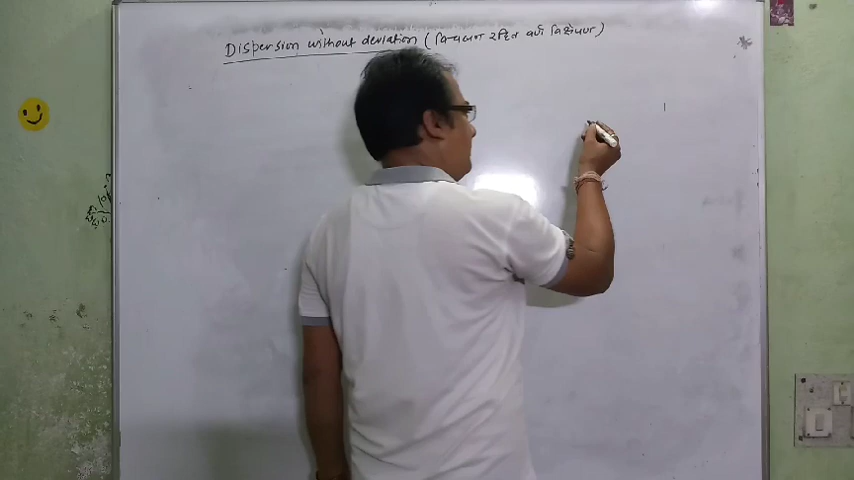 Dispersion without deviation (विचलन रहित वर्ण विक्षेपण)